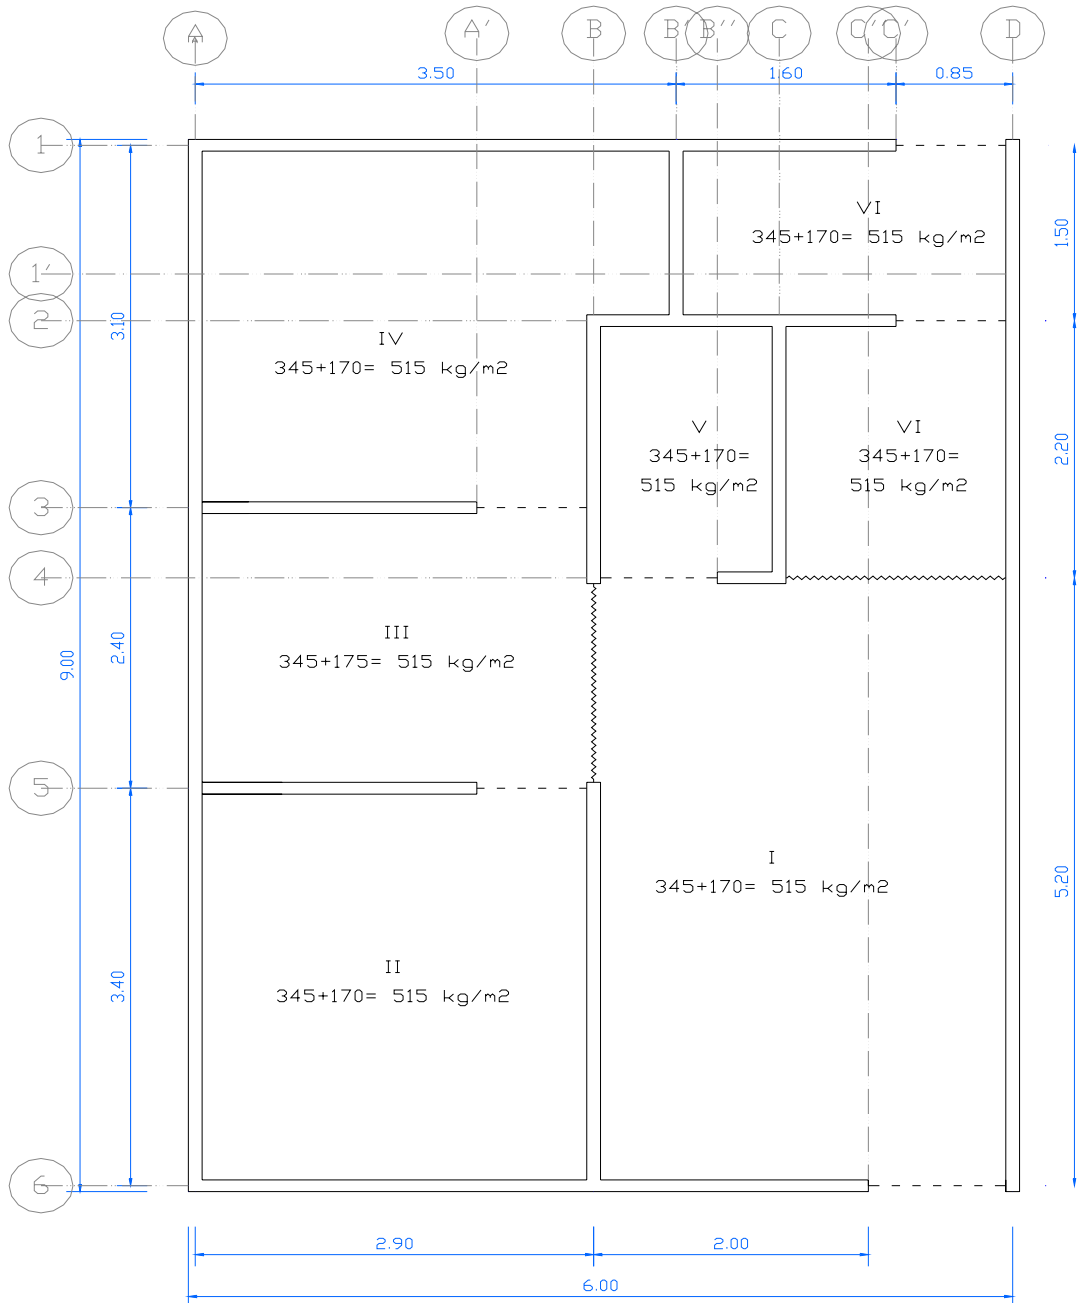 A A' B B' B'' C C'' C' D
3.50 1.60 0.85
1
VI
345+170= 515 kg/m2
1.50
1'
2
3.10
IV
345+170= 515 kg/m2
V
345+170=
515 kg/m2
VI
345+170=
515 kg/m2
2.20
3
4
III
345+175= 515 kg/m2
2.40
9.00
5
I
345+170= 515 kg/m2
5.20
II
345+170= 515 kg/m2
3.40
6
2.90 2.00
6.00